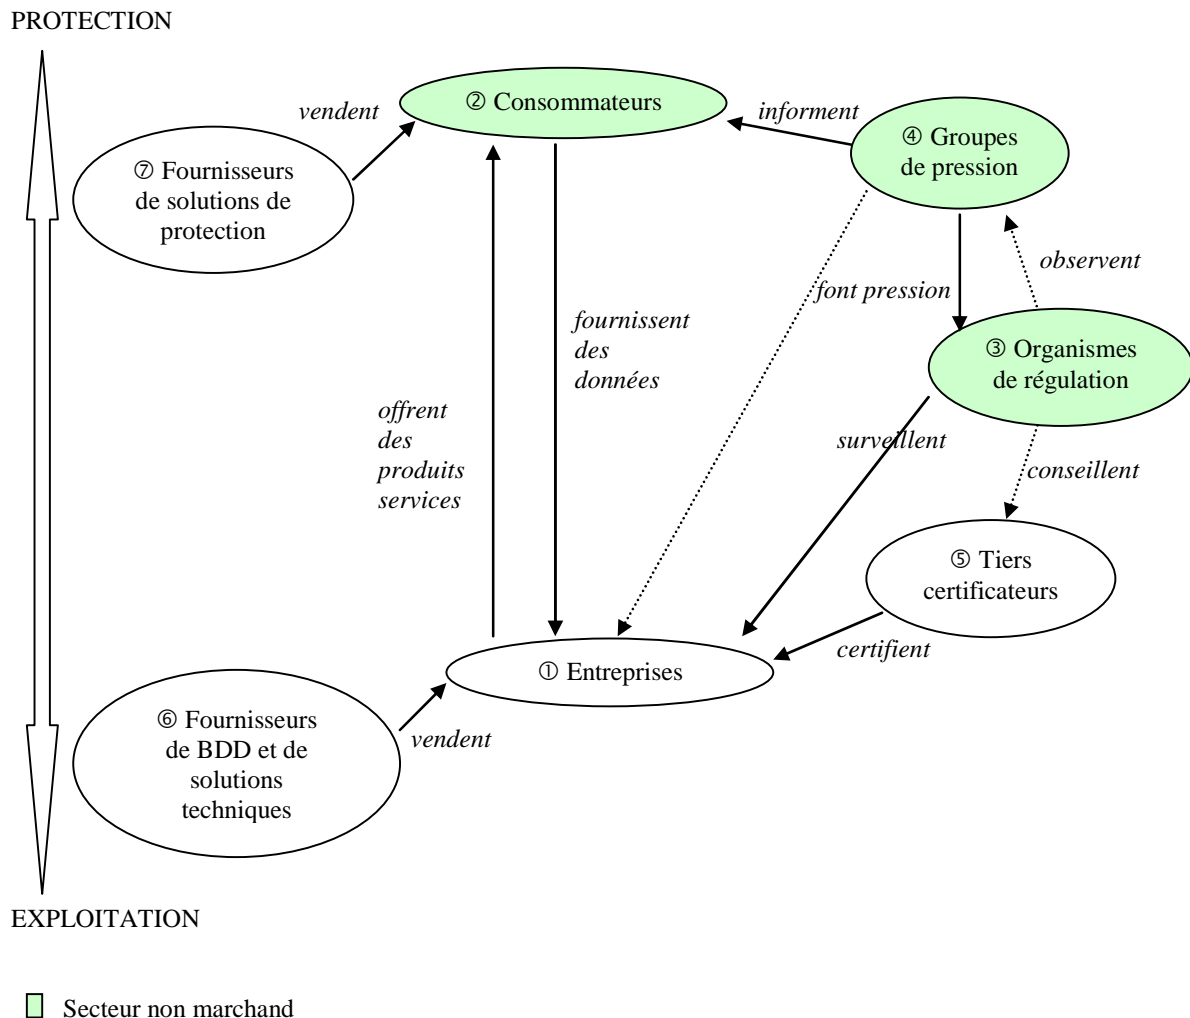 PROTECTION
vendent
② Consommateurs
informent
④ Groupes
de pression
⑦ Fournisseurs
de solutions de
protection
observent
font pression
fournissent
des
données
③ Organismes
de régulation
offrent
des
produits
services
surveillent
conseillent
⑤ Tiers
certificateurs
certifient
① Entreprises
⑥ Fournisseurs
de BDD et de
solutions
techniques
vendent
EXPLOITATION
Secteur non marchand